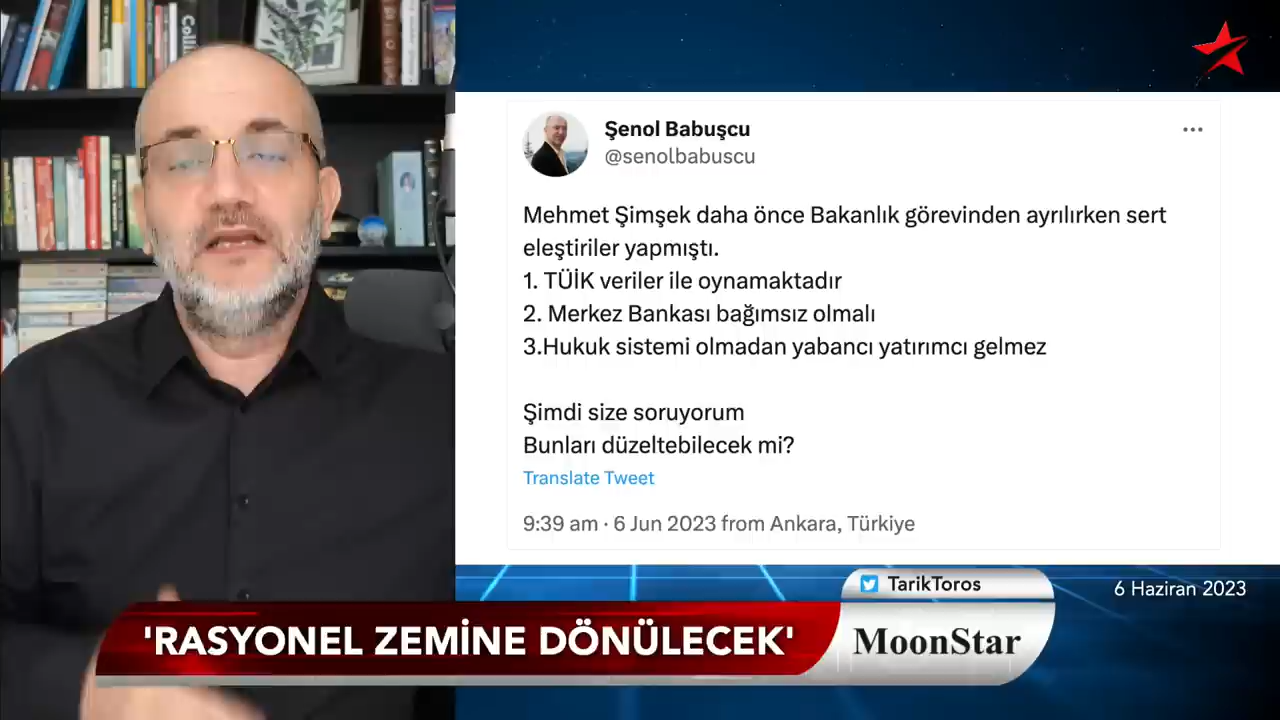 Colli
Şenol Babuşcu
@senolbabuscu
Mehmet Şimşek daha önce Bakanlık görevinden ayrılırken sert
eleştiriler yapmıştı.
1. TÜİK veriler ile oynamaktadır
2. Merkez Bankası bağımsız olmalı
3.Hukuk sistemi olmadan yabancı yatırımcı gelmez
Şimdi size soruyorum
Bunları düzeltebilecek mi?
Translate Tweet
9:39 am · 6 Jun 2023 from Ankara, Türkiye
TarikToros
6 Haziran 2023
'RASYONEL ZEMİNE DÖNÜLECEK'
MoonStar